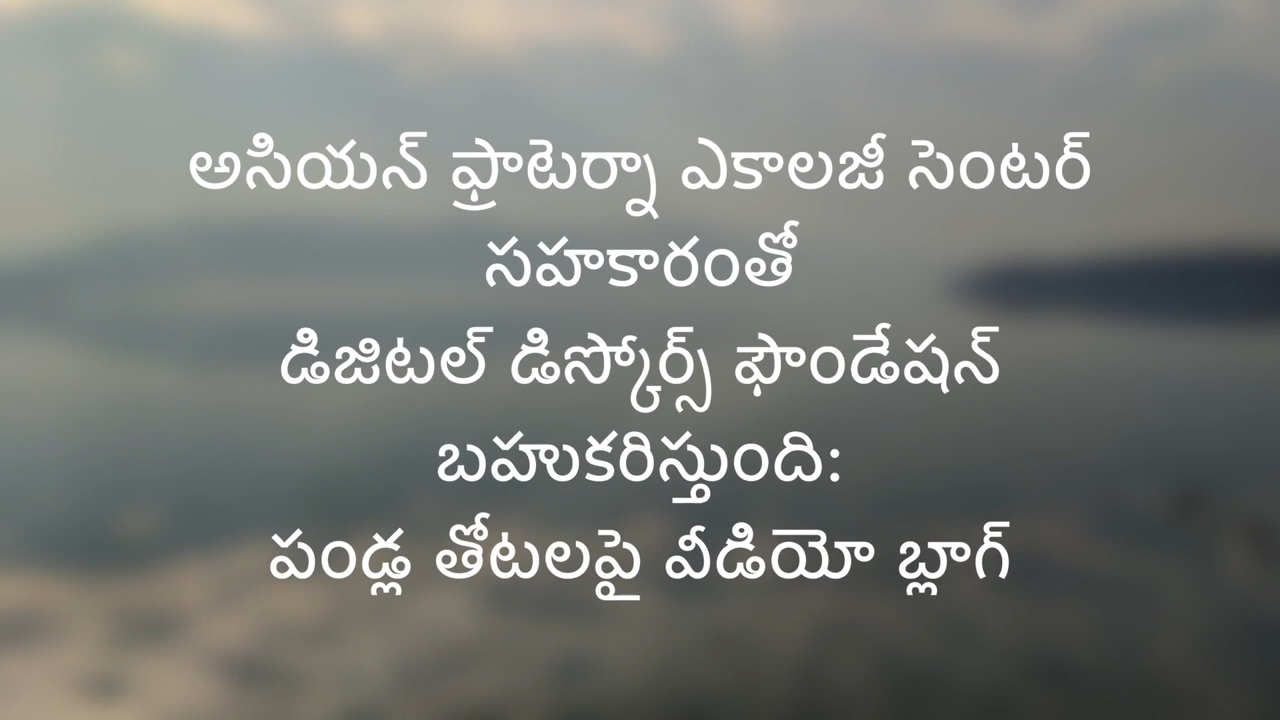 అసియన్ ఫ్రాటెర్నా ఎకాలజీ సెంటర్
సహకారంతో
డిజిటల్ డిస్కోర్స్ ఫౌండేషన్
బహుకరిస్తుంది:
పండ్ల తోటలపై వీడియో బ్లాగ్